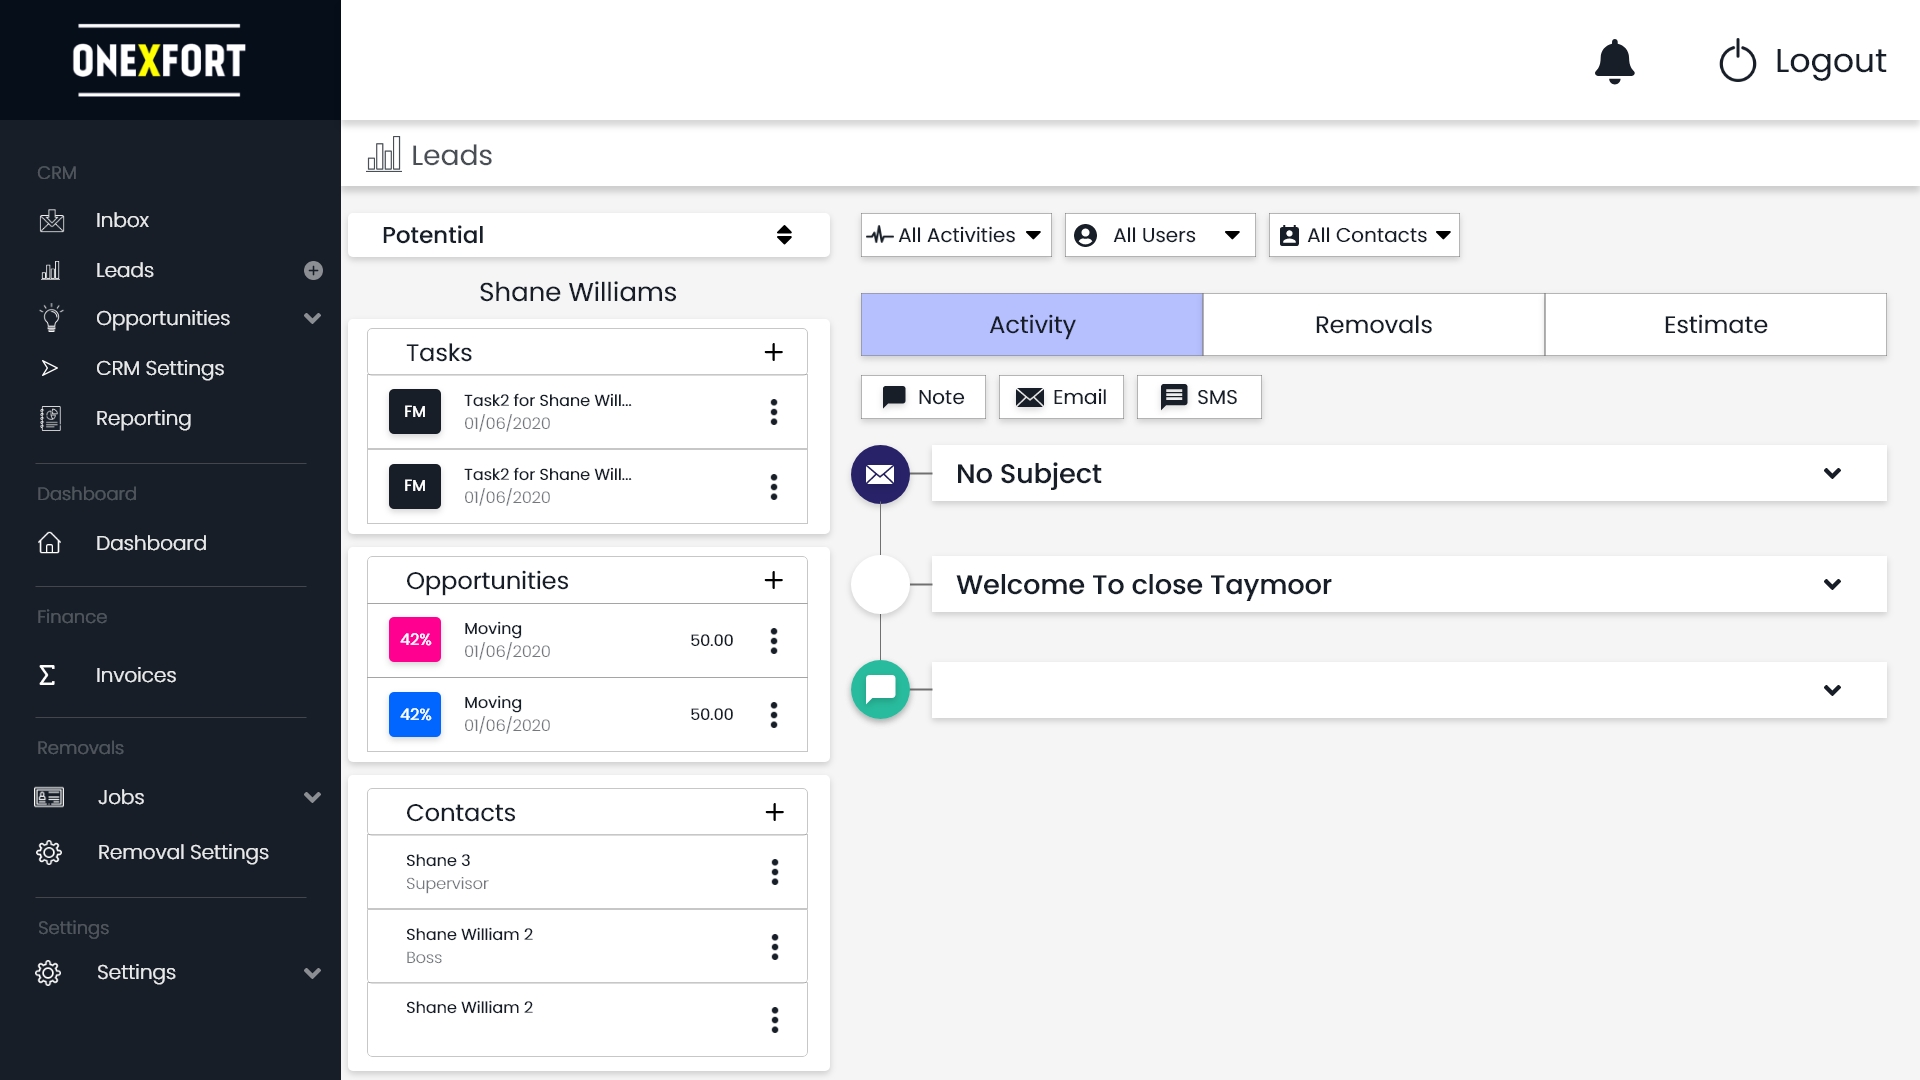 ONEXFORT
Logout
Leads
CRM
Inbox
Leads
Opportunities
CRM Settings
Reporting
Dashboard
Dashboard
Finance
Invoices
Removals
Jobs
Removal Settings
Settings
Settings
Potential
Shane Williams
Tasks
FM
Task2 for Shane Will...
01/06/2020
FM
Task2 for Shane Will...
01/06/2020
Opportunities
42%
Moving
01/06/2020
50.00
42%
Moving
01/06/2020
50.00
Contacts
Shane 3
Supervisor
Shane William 2
Boss
Shane William 2
All Activities
All Users
All Contacts
Activity
Removals
Estimate
Note
Email
SMS
No Subject
Welcome To close Taymoor